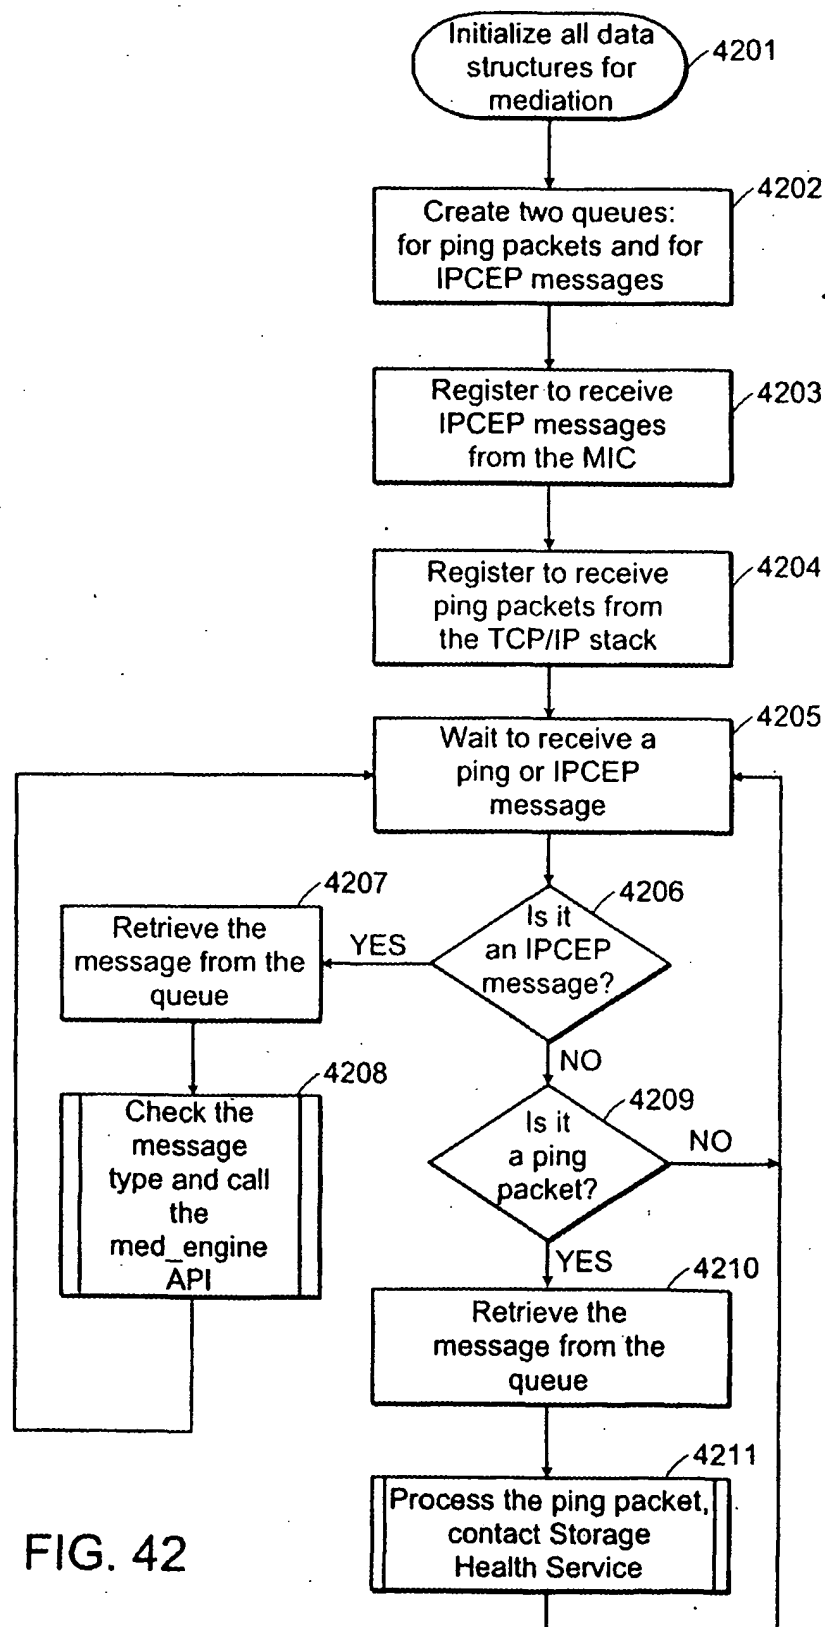 Initialize all data
structures for
mediation
4201
4202
Create two queues:
for ping packets and for
IPCEP messages
4203
Register to receive
IPCEP messages
from the MIC
4204
Register to receive
ping packets from
the TCP/IP stack
4205
Wait to receive a
ping or IPCEP
message
4206
Is it
an IPCEP
message?
YES
4207
Retrieve the
message from the
queue
4208
Check the
message
type and call
the
med_engine
API
NO
4209
Is it
a ping
packet?
NO
YES
4210
Retrieve the
message from the
queue
4211
Process the ping packet,
contact Storage
Health Service
FIG. 42